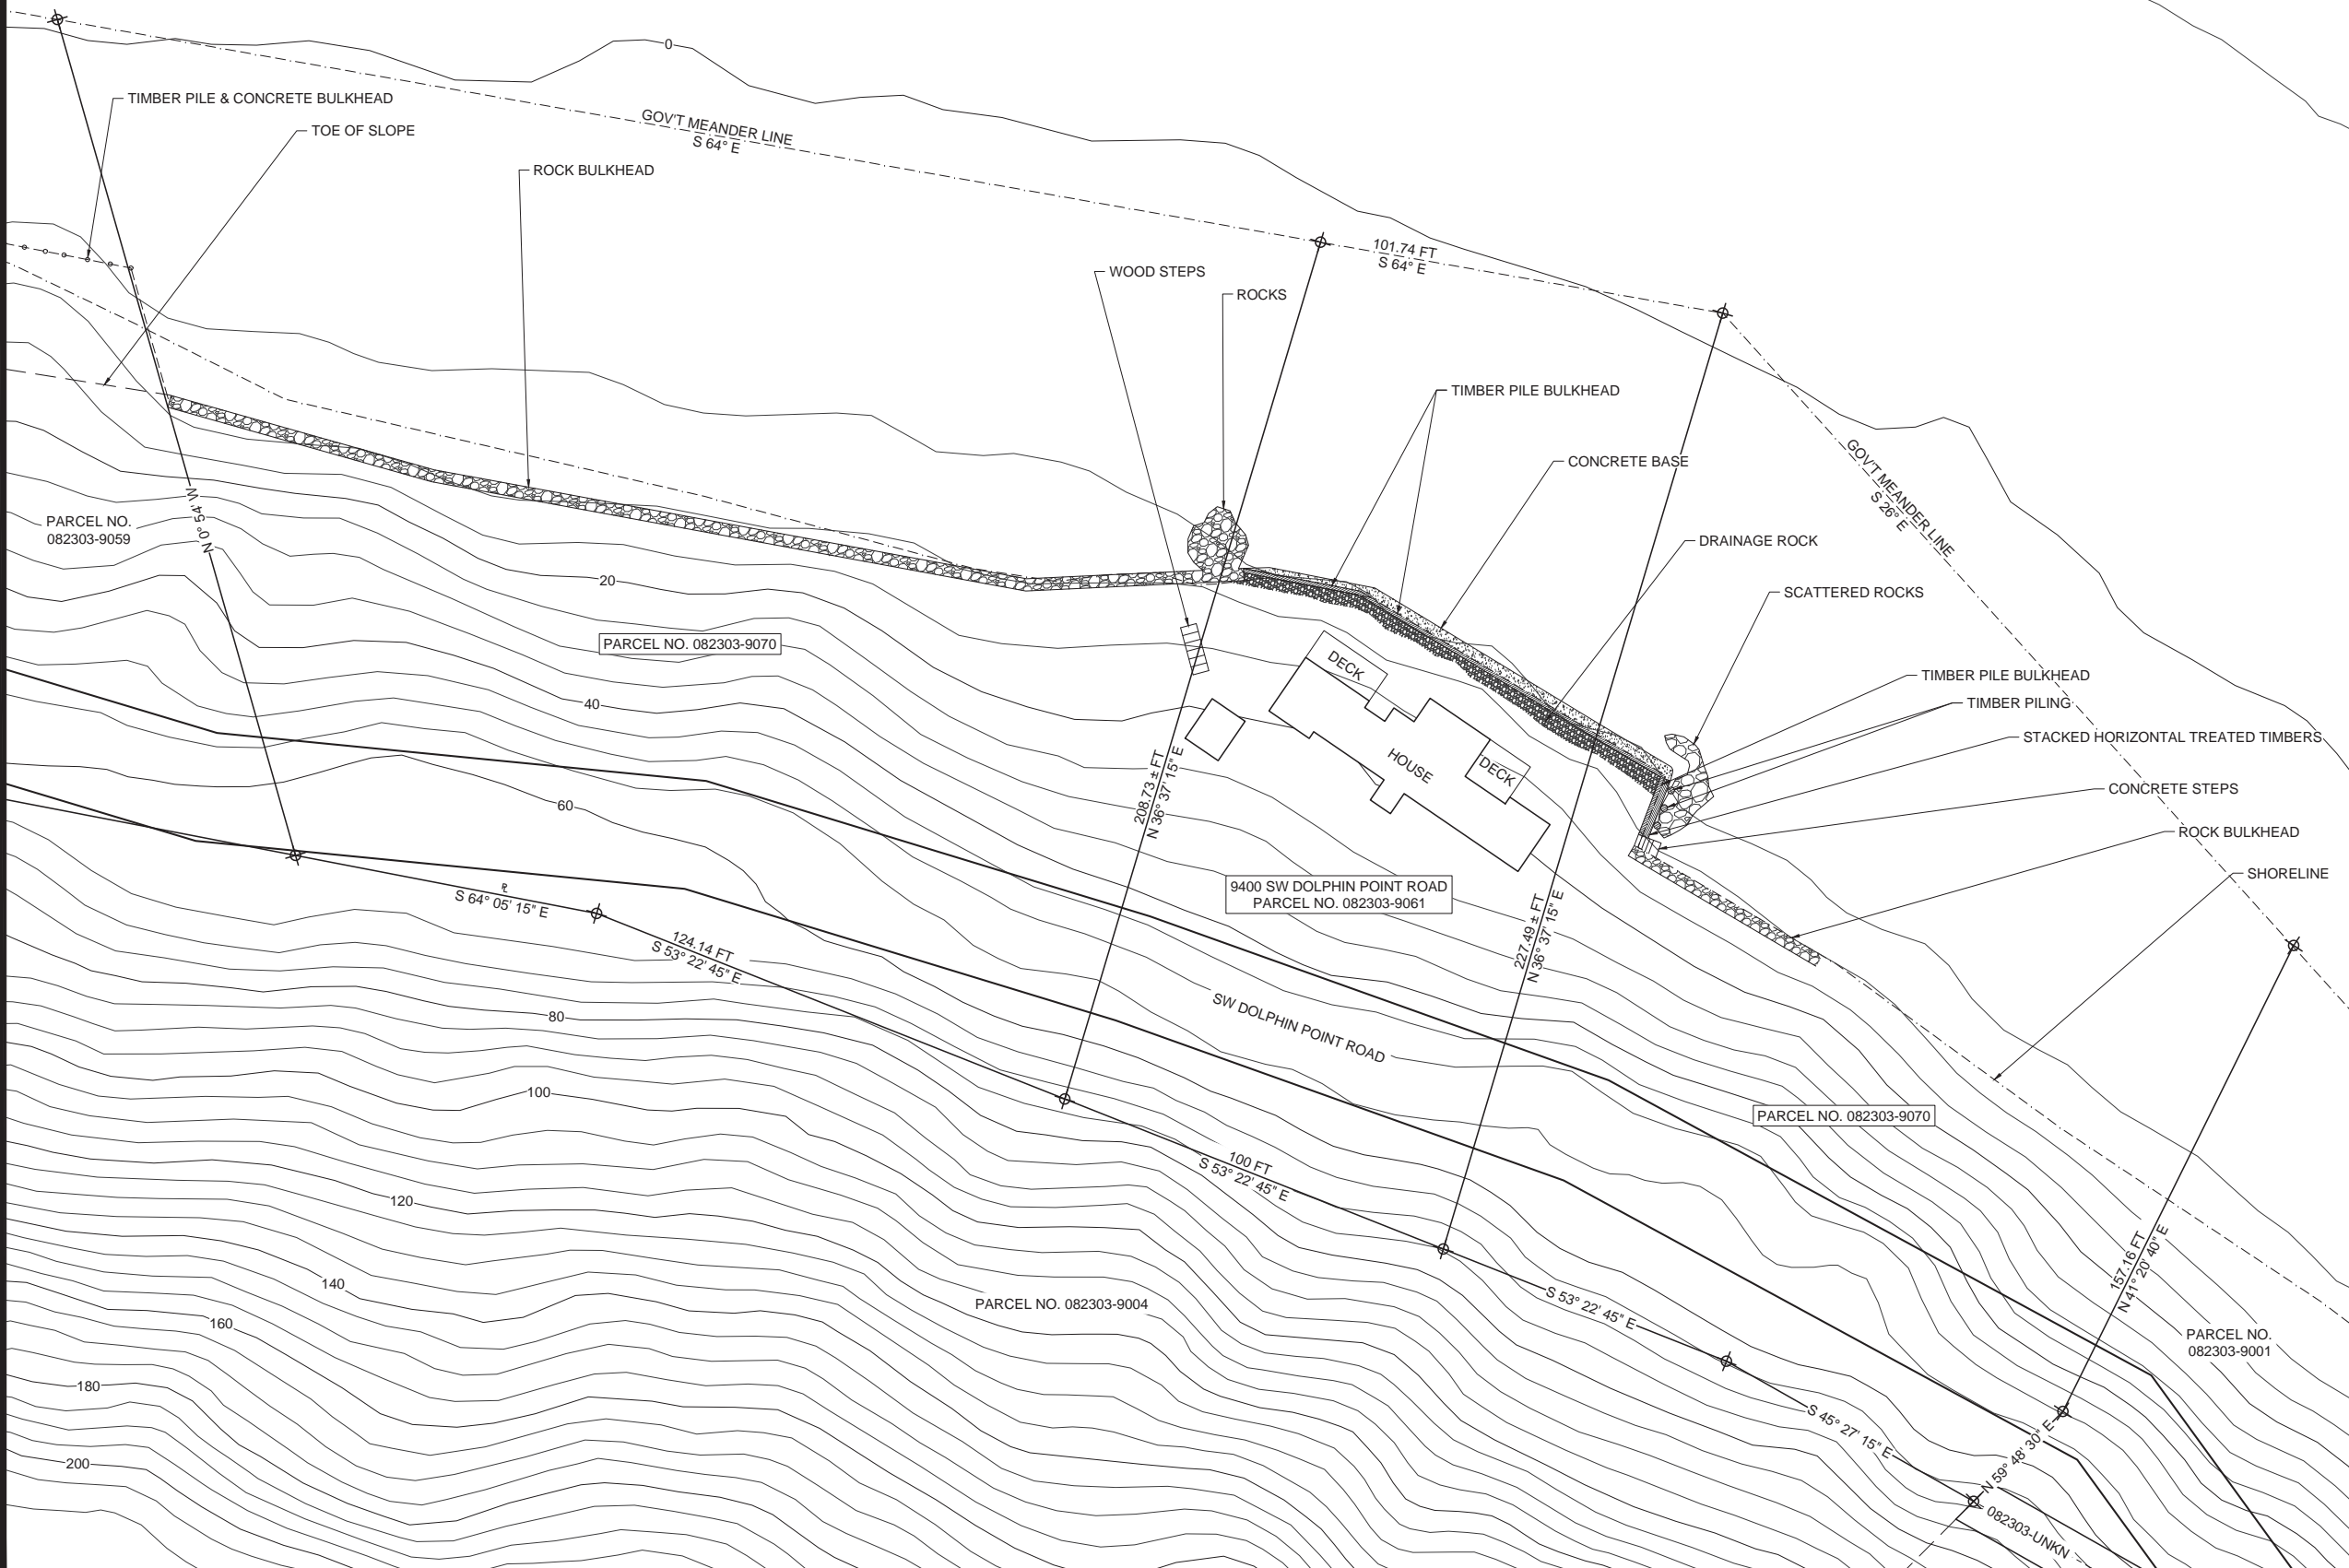 0
TIMBER PILE & CONCRETE BULKHEAD
TOE OF SLOPE
GOV'T MEANDER LINE
S 64° E
ROCK BULKHEAD
101.74 FT
S 64° E
WOOD STEPS
ROCKS
TIMBER PILE BULKHEAD
CONCRETE BASE
GOV'T MEANDER LINE
S 26° E
DRAINAGE ROCK
SCATTERED ROCKS
N 0° 54' W
PARCEL NO.
082303-9059
20
PARCEL NO. 082303-9070
DECK
TIMBER PILE BULKHEAD
40
TIMBER PILING
STACKED HORIZONTAL TREATED TIMBERS
HOUSE
DECK
CONCRETE STEPS
60
208.73 ± FT
N 36° 37' 15" E
ROCK BULKHEAD
SHORELINE
9400 SW DOLPHIN POINT ROAD
PARCEL NO. 082303-9061
℄
S 64° 05' 15" E
227.49 ± FT
N 36° 37' 15" E
124.14 FT
S 53° 22' 45" E
80
SW DOLPHIN POINT ROAD
100
PARCEL NO. 082303-9070
100 FT
S 53° 22' 45" E
120
157.16 FT
N 41° 20' 40" E
140
PARCEL NO. 082303-9004
S 53° 22' 45" E
160
PARCEL NO.
082303-9001
180
S 45° 27' 15" E
N 59° 48' 30" E
200
082303-UNKN